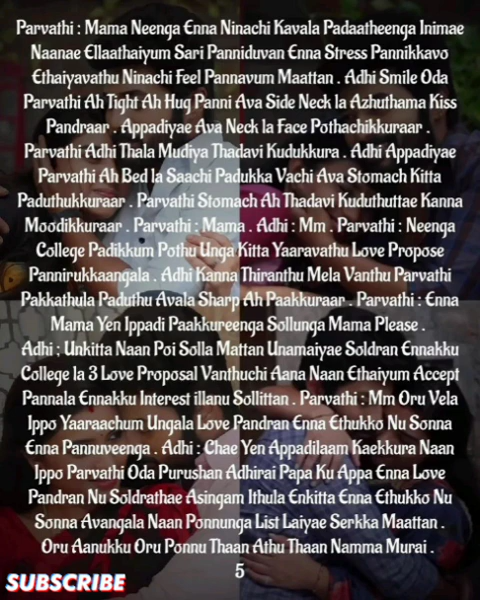 Parvathi : Mama Neenga Enna Ninachi Kavala Padaatheenga Inimae
Naanae Ellaathaiyum Sari Panniduvan Enna Stress Pannikkavo
Ethaiyavathu Ninachi Feel Pannavum Maattan . Adhi Smile Oda
Parvathi Ah Tight Ah Hug Panni Ava Side Neck la Azhuthama Kiss
Pandraar . Appadiyae Ava Neck la Face Pothachikkuraar .
Parvathi Adhi Thala Mudiya Thadavi Kudukkura . Adhi Appadiyae
Parvathi Ah Bed la Saachi Padukka Vachi Ava Stomach Kitta
Paduthukkuraar . Parvathi Stomach Ah Thadavi Kuduthuttae Kanna
Moodikkuraar . Parvathi : Mama . Adhi : Mm . Parvathi : Neenga
College Padikkum Pothu Unga Kitta Yaaravathu Love Propose
Pannirukkaangala . Adhi Kanna Thiranthu Mela Vanthu Parvathi
Pakkathula Paduthu Avala Sharp Ah Paakkuraar . Parvathi : Enna
Mama Yen Ippadi Paakkureenga Sollunga Mama Please .
Adhi ; Unkitta Naan Poi Solla Mattan Unamaiyae Soldran Ennakku
College la 3 Love Proposal Vanthuchi Aana Naan Ethaiyum Accept
Pannala Ennakku Interest illanu Sollittan . Parvathi : Mm Oru Vela
Ippo Yaaraachum Ungala Love Pandran Enna Ethukko Nu Sonna
Enna Pannuveenga . Adhi : Chae Yen Appadilaam Kaekkura Naan
Ippo Parvathi Oda Purushan Adhirai Papa Ku Appa Enna Love
Pandran Nu Soldrathae Asingam Ithula Enkitta Enna Ethukko Nu
Sonna Avangala Naan Ponnunga List Laiyae Serkka Maattan .
Oru Aanukku Oru Ponnu Thaan Athu Thaan Namma Murai .
5
SUBSCRIBE